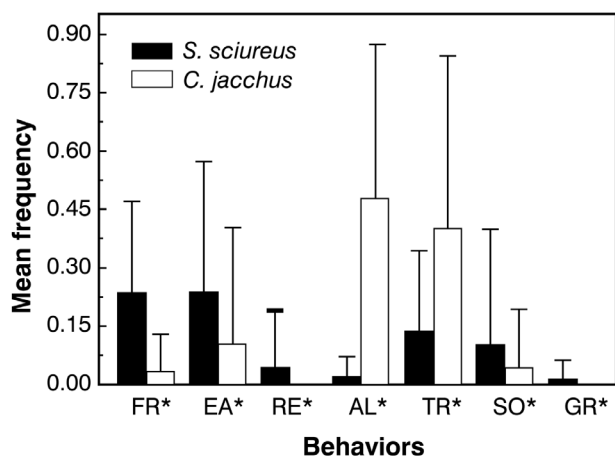 0.90
S. sciureus
C. jacchus
0.75
0.60
0.45
0.30
0.15
0.00
Mean frequency
FR* EA* RE* AL* TR* SO* GR*
Behaviors